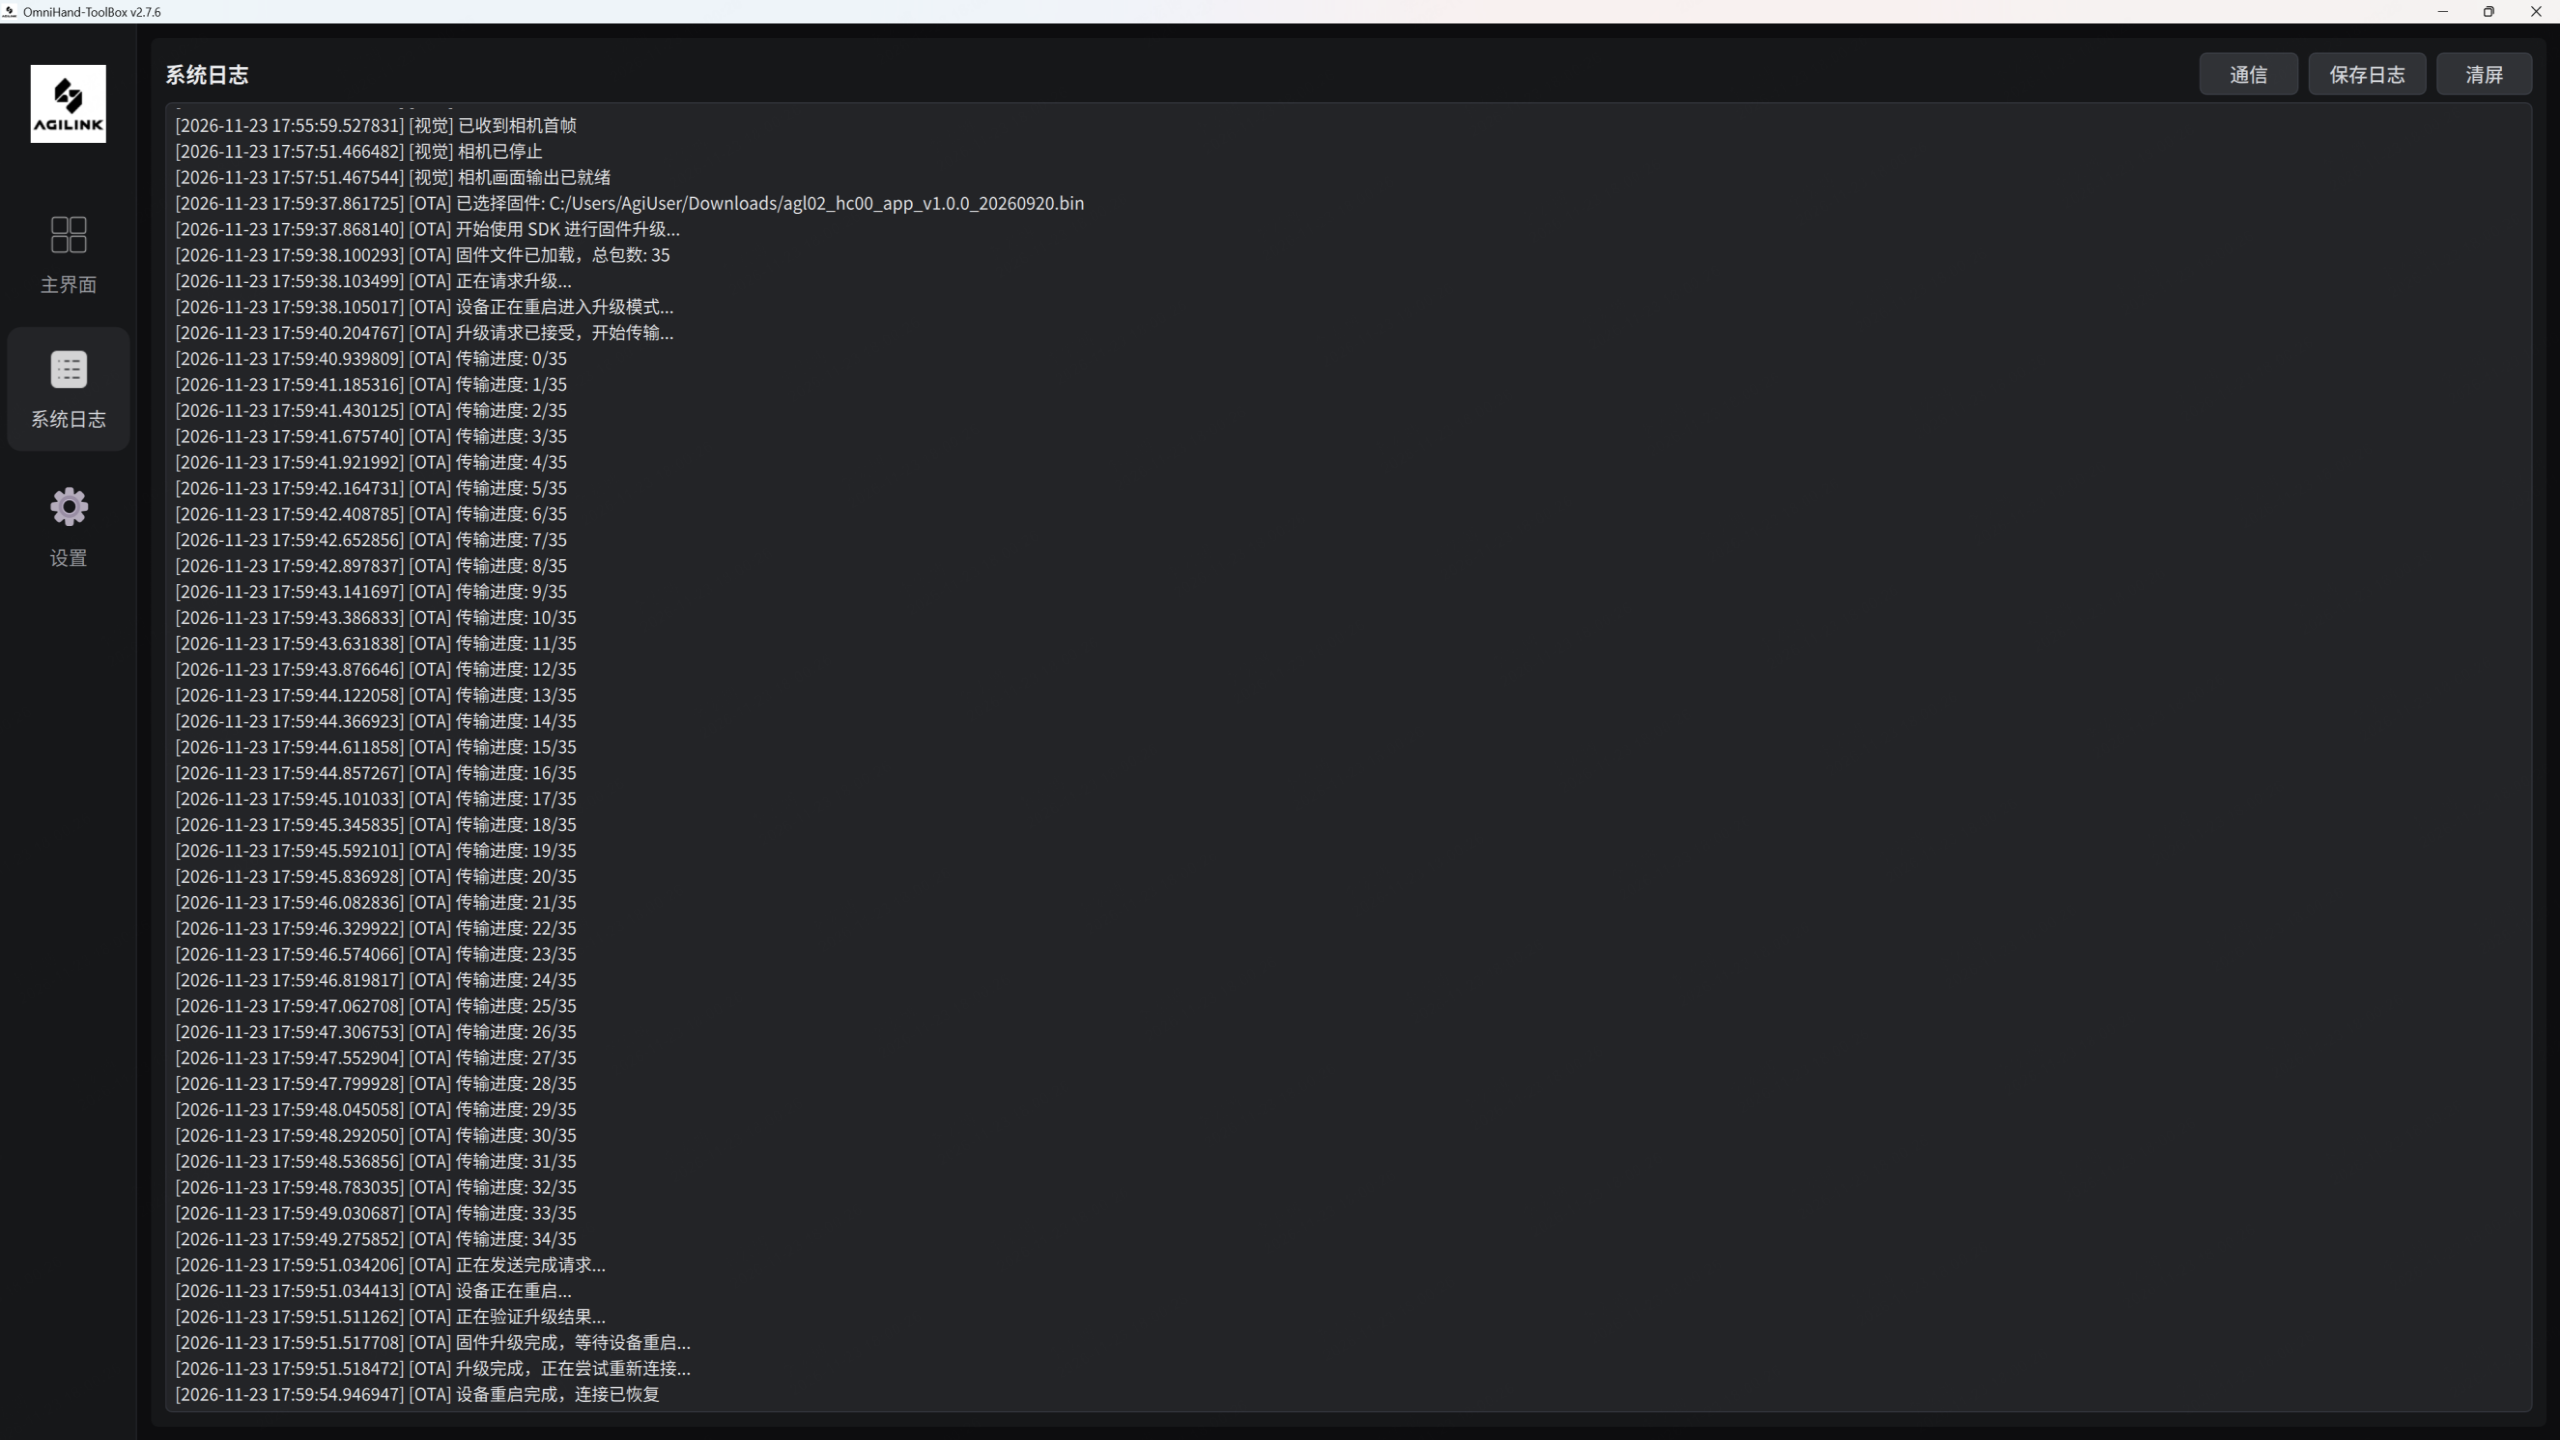 OmniHand-ToolBox v2.7.6
AGILINK
主界面
系统日志
设置
系统日志
通信
保存日志
清屏
[2026-11-23 17:55:59.527831] [视觉] 已收到相机首帧
[2026-11-23 17:57:51.466482] [视觉] 相机已停止
[2026-11-23 17:57:51.467544] [视觉] 相机画面输出已就绪
[2026-11-23 17:59:37.861725] [OTA] 已选择固件: C:/Users/AgiUser/Downloads/agl02_hc00_app_v1.0.0_20260920.bin
[2026-11-23 17:59:37.868140] [OTA] 开始使用 SDK 进行固件升级...
[2026-11-23 17:59:38.100293] [OTA] 固件文件已加载，总包数: 35
[2026-11-23 17:59:38.103499] [OTA] 正在请求升级...
[2026-11-23 17:59:38.105017] [OTA] 设备正在重启进入升级模式...
[2026-11-23 17:59:40.204767] [OTA] 升级请求已接受，开始传输...
[2026-11-23 17:59:40.939809] [OTA] 传输进度: 0/35
[2026-11-23 17:59:41.185316] [OTA] 传输进度: 1/35
[2026-11-23 17:59:41.430125] [OTA] 传输进度: 2/35
[2026-11-23 17:59:41.675740] [OTA] 传输进度: 3/35
[2026-11-23 17:59:41.921992] [OTA] 传输进度: 4/35
[2026-11-23 17:59:42.164731] [OTA] 传输进度: 5/35
[2026-11-23 17:59:42.408785] [OTA] 传输进度: 6/35
[2026-11-23 17:59:42.652856] [OTA] 传输进度: 7/35
[2026-11-23 17:59:42.897837] [OTA] 传输进度: 8/35
[2026-11-23 17:59:43.141697] [OTA] 传输进度: 9/35
[2026-11-23 17:59:43.386833] [OTA] 传输进度: 10/35
[2026-11-23 17:59:43.631838] [OTA] 传输进度: 11/35
[2026-11-23 17:59:43.876646] [OTA] 传输进度: 12/35
[2026-11-23 17:59:44.122058] [OTA] 传输进度: 13/35
[2026-11-23 17:59:44.366923] [OTA] 传输进度: 14/35
[2026-11-23 17:59:44.611858] [OTA] 传输进度: 15/35
[2026-11-23 17:59:44.857267] [OTA] 传输进度: 16/35
[2026-11-23 17:59:45.101033] [OTA] 传输进度: 17/35
[2026-11-23 17:59:45.345835] [OTA] 传输进度: 18/35
[2026-11-23 17:59:45.592101] [OTA] 传输进度: 19/35
[2026-11-23 17:59:45.836928] [OTA] 传输进度: 20/35
[2026-11-23 17:59:46.082836] [OTA] 传输进度: 21/35
[2026-11-23 17:59:46.329922] [OTA] 传输进度: 22/35
[2026-11-23 17:59:46.574066] [OTA] 传输进度: 23/35
[2026-11-23 17:59:46.819817] [OTA] 传输进度: 24/35
[2026-11-23 17:59:47.062708] [OTA] 传输进度: 25/35
[2026-11-23 17:59:47.306753] [OTA] 传输进度: 26/35
[2026-11-23 17:59:47.552904] [OTA] 传输进度: 27/35
[2026-11-23 17:59:47.799928] [OTA] 传输进度: 28/35
[2026-11-23 17:59:48.045058] [OTA] 传输进度: 29/35
[2026-11-23 17:59:48.292050] [OTA] 传输进度: 30/35
[2026-11-23 17:59:48.536856] [OTA] 传输进度: 31/35
[2026-11-23 17:59:48.783035] [OTA] 传输进度: 32/35
[2026-11-23 17:59:49.030687] [OTA] 传输进度: 33/35
[2026-11-23 17:59:49.275852] [OTA] 传输进度: 34/35
[2026-11-23 17:59:51.034206] [OTA] 正在发送完成请求...
[2026-11-23 17:59:51.034413] [OTA] 设备正在重启...
[2026-11-23 17:59:51.511262] [OTA] 正在验证升级结果...
[2026-11-23 17:59:51.517708] [OTA] 固件升级完成，等待设备重启...
[2026-11-23 17:59:51.518472] [OTA] 升级完成，正在尝试重新连接...
[2026-11-23 17:59:54.946947] [OTA] 设备重启完成，连接已恢复